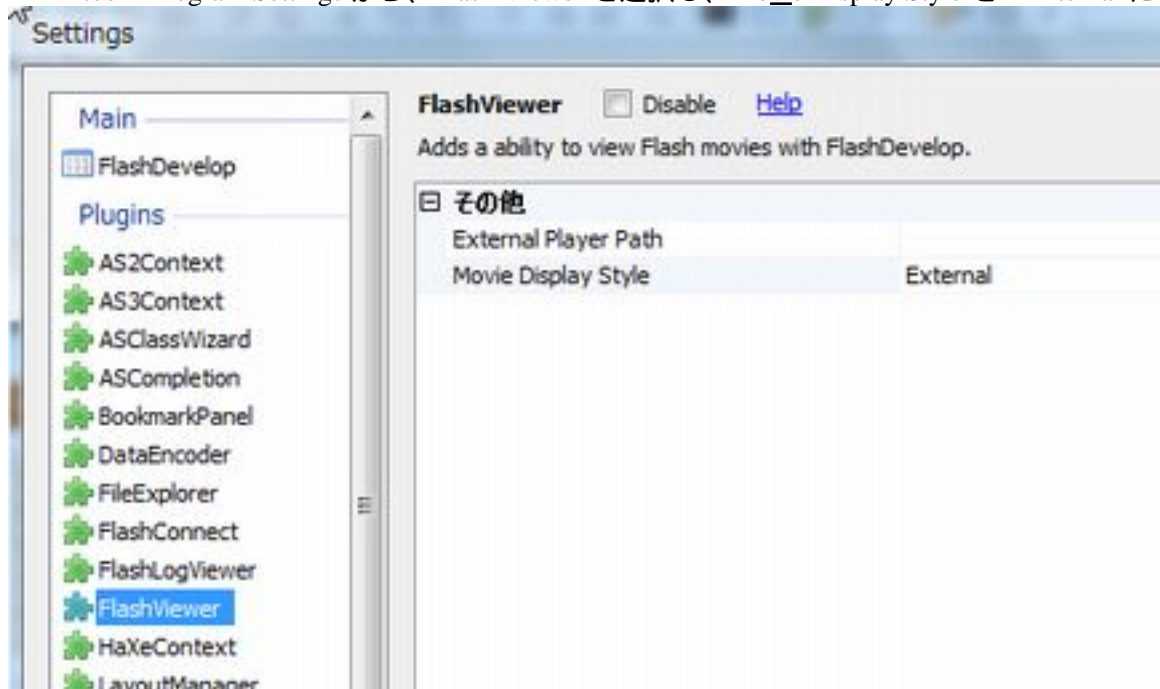 Settings
Main
FlashDevelop
Plugins
AS2Context
AS3Context
ASClassWizard
ASCompletion
BookmarkPanel
DataEncoder
FileExplorer
FlashConnect
FlashLogViewer
FlashViewer
HaXeContext
LayoutManager
FlashViewer Disable Help
Adds a ability to view Flash movies with FlashDevelop.
その他
External Player Path
Movie Display Style External